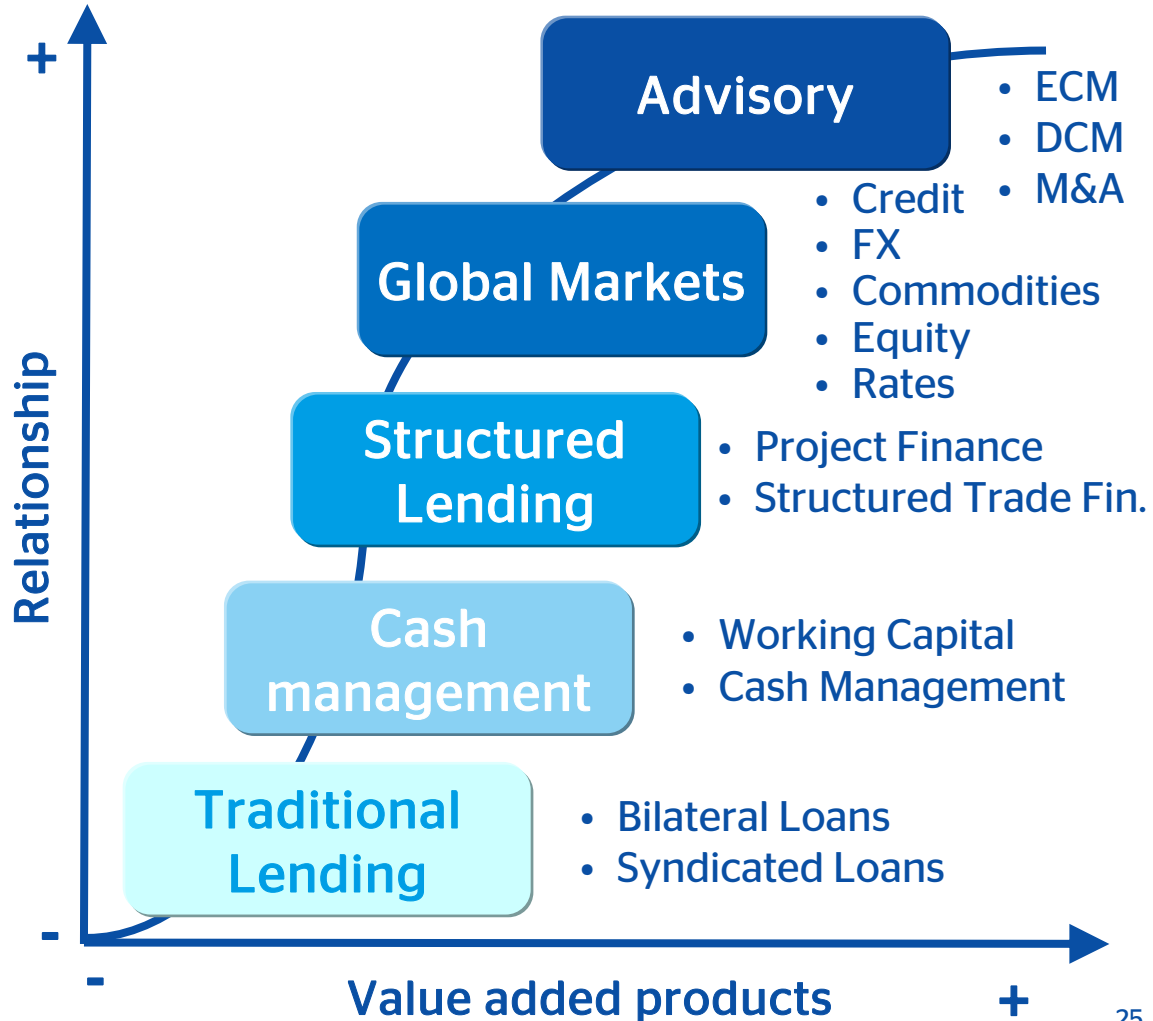 +
Advisory
• ECM
• DCM
• M&A
Global Markets
• Credit
• FX
• Commodities
• Equity
• Rates
Relationship
Structured
Lending
• Project Finance
• Structured Trade Fin.
Cash
management
• Working Capital
• Cash Management
Traditional
Lending
• Bilateral Loans
• Syndicated Loans
-
-
Value added products
+
25